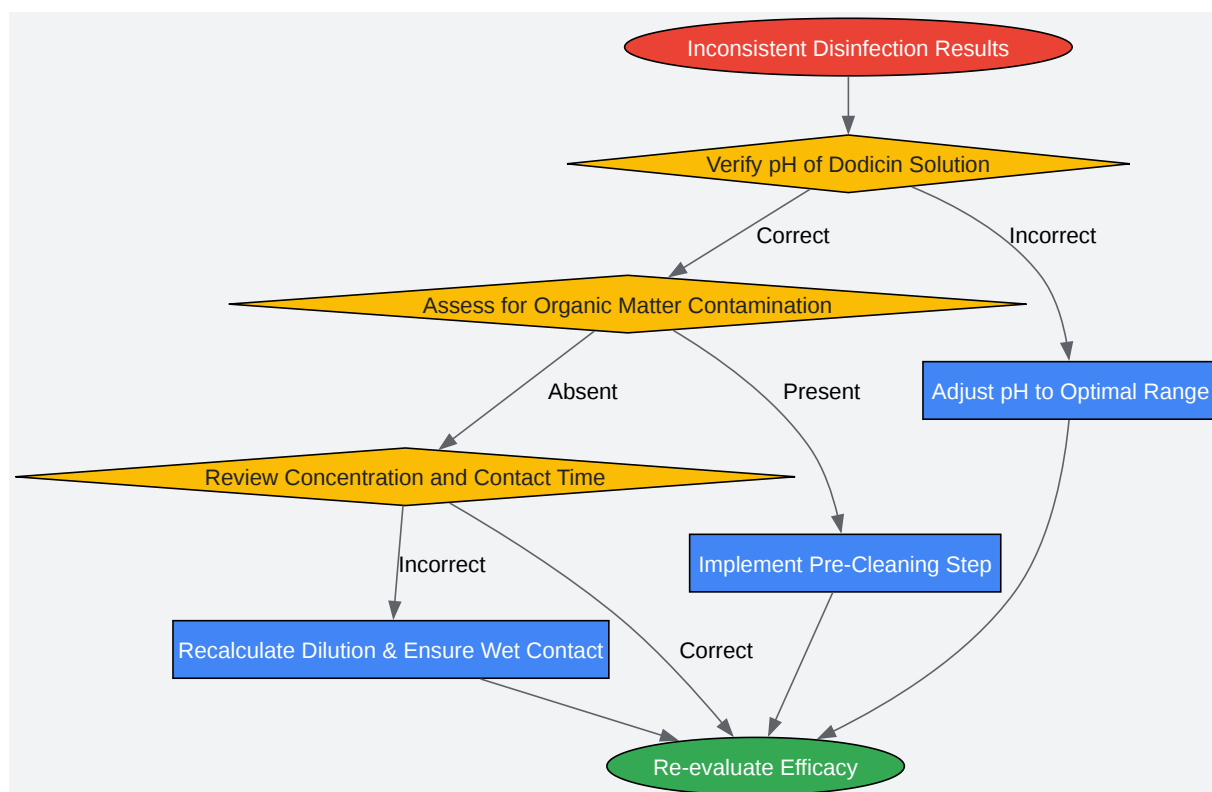 Inconsistent Disinfection Results
Verify pH of Dodicin Solution
Correct
Incorrect
Assess for Organic Matter Contamination
Absent
Present
Adjust pH to Optimal Range
Review Concentration and Contact Time
Incorrect
Implement Pre-Cleaning Step
Recalculate Dilution & Ensure Wet Contact
Correct
Re-evaluate Efficacy